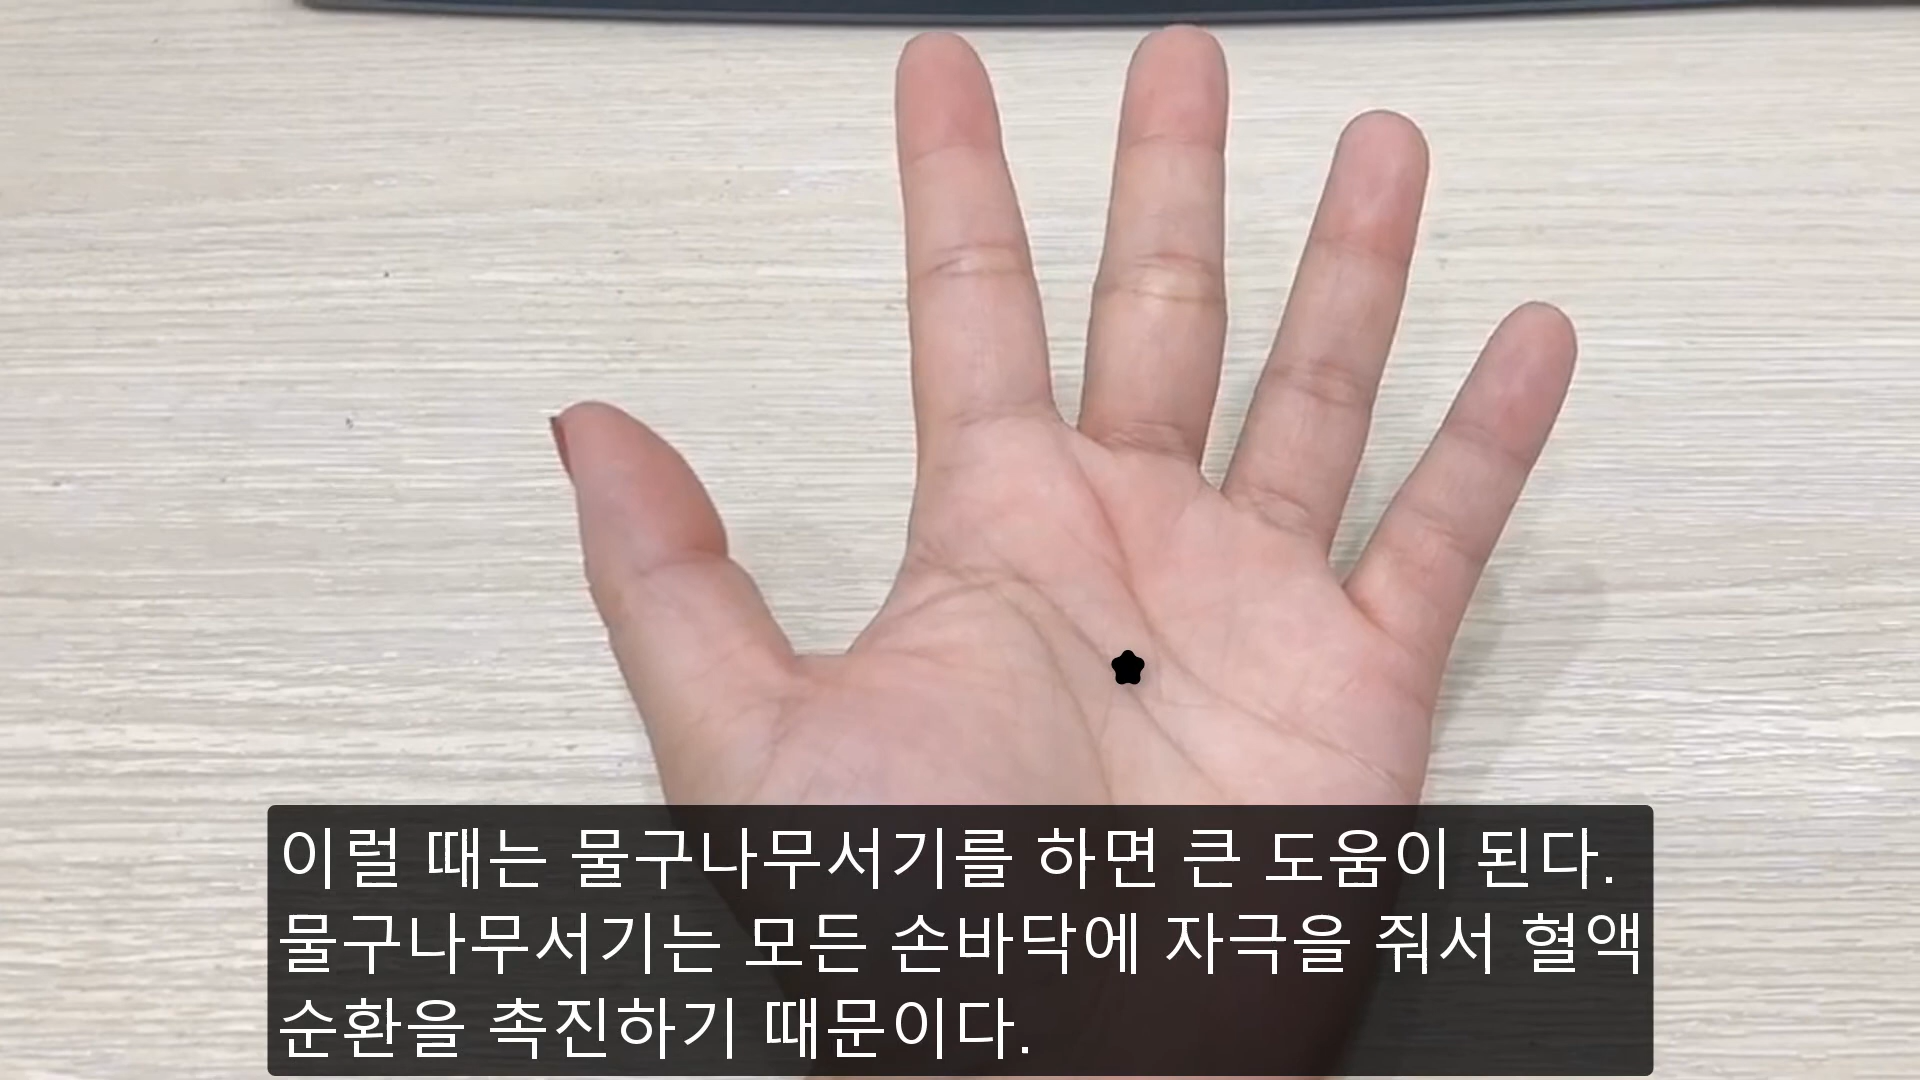 이럴 때는 물구나무서기를 하면 큰 도움이 된다.
물구나무서기는 모든 손바닥에 자극을 줘서 혈액
순환을 촉진하기 때문이다.